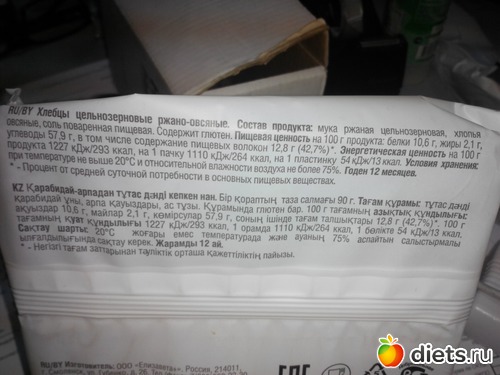 RU/BY Хлебцы цельнозерновые ржано-овсяные. Состав продукта: мука ржаная цельнозерновая, хлопья
овсяные, соль поваренная пищевая. Содержит глютен. Пищевая ценность на 100 г продукта: белки 10,6 г, жиры 2,1 г,
углеводы 57,9 г, в том числе содержание пищевых волокон 12,8 г (42,7%)*. Энергетическая ценность на 100 г
продукта 1227 кДж/293 ккал, на 1 пачку 1110 кДж/264 ккал, на 1 пластинку 54 кДж/13 ккал. Условия хранения:
при температуре не выше 20°C и относительной влажности воздуха не более 75%. Годен 12 месяцев.
* - Процент от средней суточной потребности в основных пищевых веществах.
KZ Қарабидай-арпадан тұтас дәнді кепкен нан. Бір қораптың таза салмағы 90 г. Тағам құрамы: тұтас дәнді
қарабидай ұны, арпа қауыздары, ас тұзы. Құрамында глютен бар. 100 г тағамның азықтық құндылығы:
ақуыздар 10,6 г, майлар 2,1 г, көмірсулар 57,9 г, соның ішінде тағам талшықтары 12,8 г (42,7%)*. 100 г
тағамның қуат құндылығы 1227 кДж/293 ккал, 1 орамда 1110 кДж/264 ккал, 1 бөлікте 54 кДж/13 ккал.
Сақтау шарты: 20°C жоғары емес температурада және ауаның 75% аспайтын салыстырмалы
ылғалдылығында сақтау керек. Жарамды 12 ай.
* - Негізгі тағам заттарынан тәуліктік орташа қажеттіліктің пайызы.
RU/BY Изготовитель: ООО «Елизавета», Россия, 214011,
EAC
diets.ru